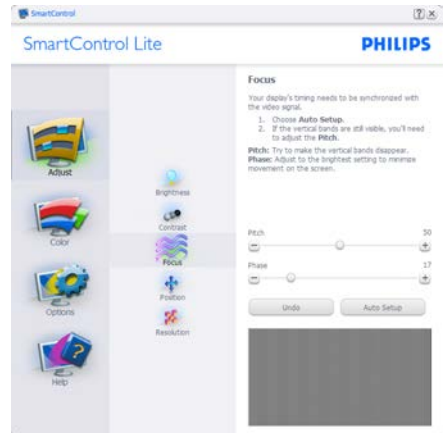 SmartControl
SmartControl Lite
PHILIPS
Adjust
Color
Options
Help
Brightness
Contrast
Focus
Position
Resolution
Focus
Your display's timing needs to be synchronized with
the video signal.
1. Choose Auto Setup.
2. If the vertical bands are still visible, you'll need
to adjust the Pitch.
Pitch: Try to make the vertical bands disappear.
Phase: Adjust to the brightest setting to minimize
movement on the screen.
Pitch 50
Phase 17
Undo Auto Setup